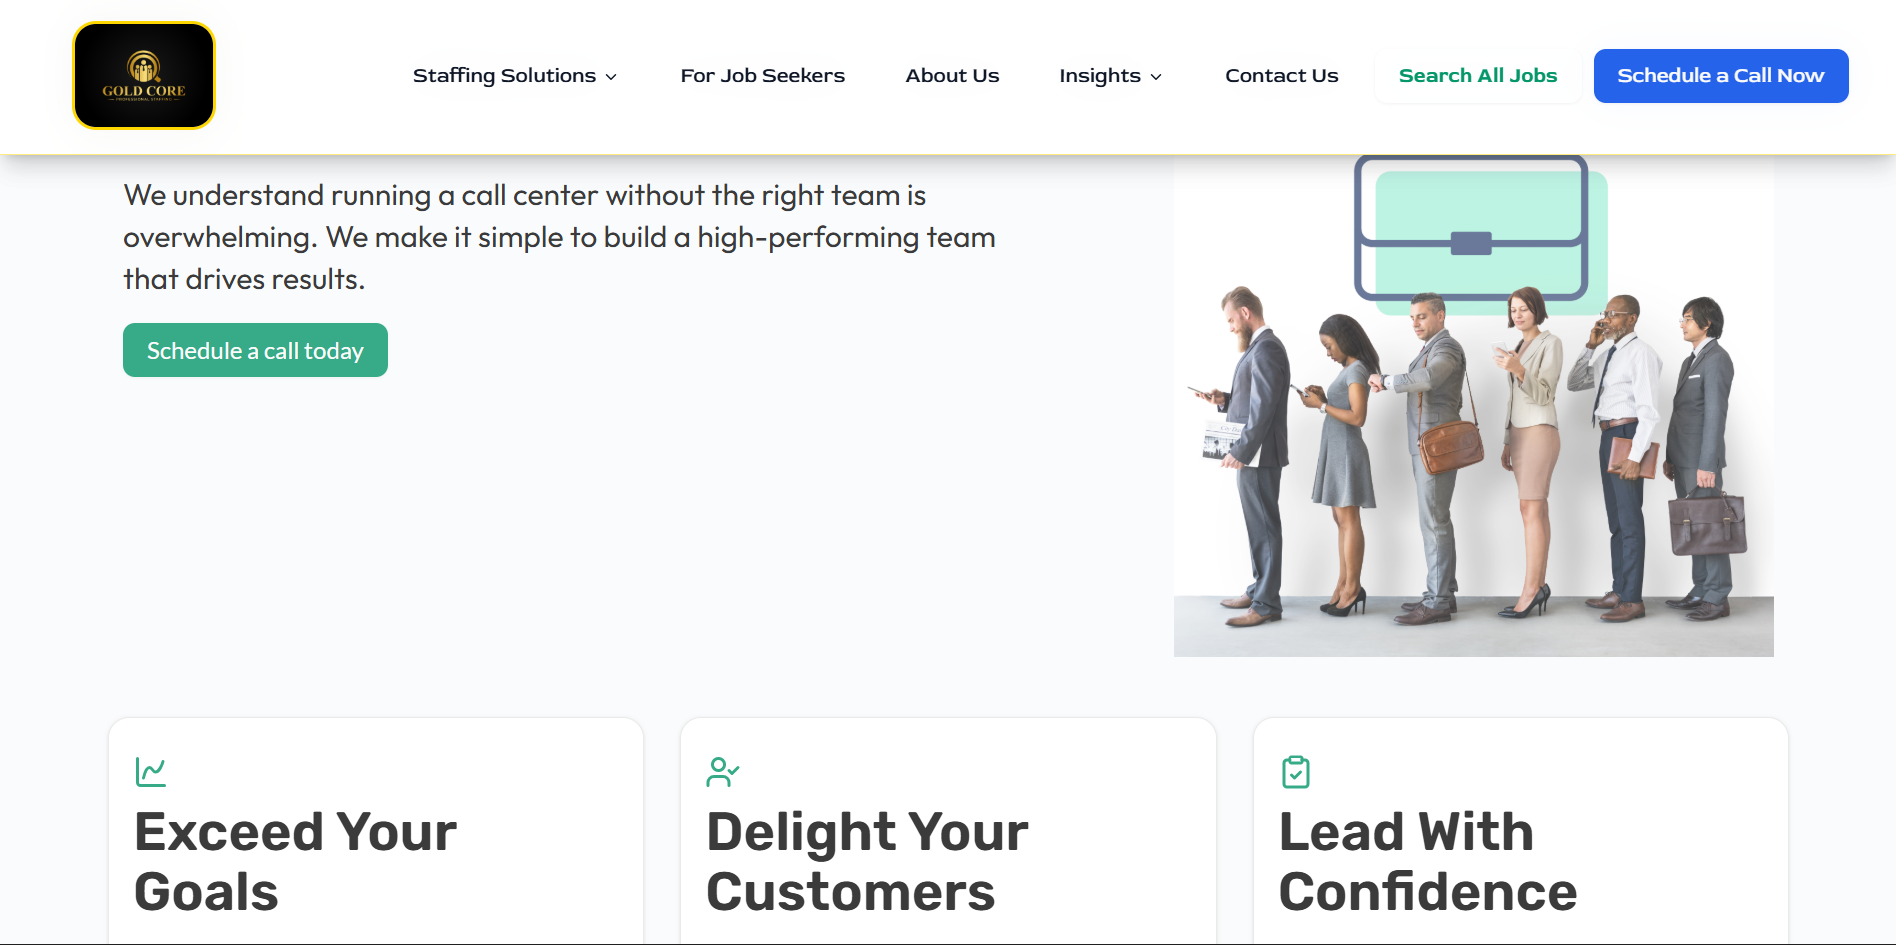 GOLD CORE
PROFESSIONAL STAFFING
Staffing Solutions
For Job Seekers
About Us
Insights
Contact Us
Search All Jobs
Schedule a Call Now
We understand running a call center without the right team is
overwhelming. We make it simple to build a high-performing team
that drives results.
Schedule a call today
Exceed Your
Goals
Delight Your
Customers
Lead With
Confidence